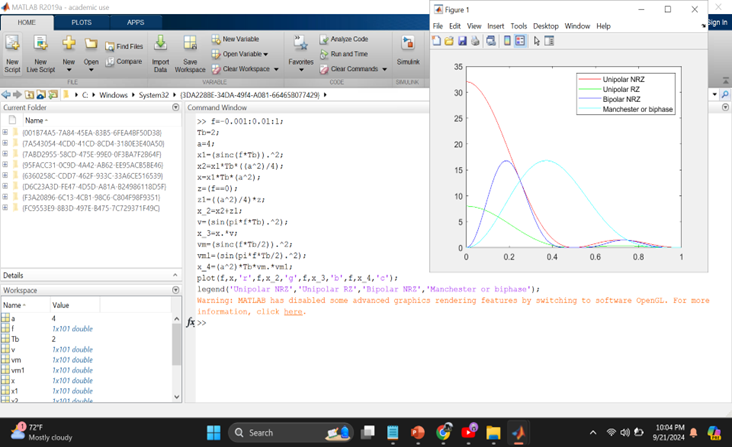 MATLAB R2019a - academic use
HOME
PLOTS
APPS
Sign In
New Script
New Live Script
New
Open
Find Files
Compare
Import Data
Save Workspace
New Variable
Open Variable
Clear Workspace
Favorites
Analyze Code
Run and Time
Clear Commands
Simulink
FILE
VARIABLE
CODE
SIMULINK
C: Windows System32 {3DA228BE-34DA-49f4-A081-664658077429}
Current Folder
Name
{001B74A5-7A84-45EA-83B5-6FEA4BF50D38}
{7A543054-4CD0-41CD-8CD4-3180E3E40A50}
{7A8D2955-58CD-475E-99E0-0F3BA7F2B64F}
{95FACC31-0C9D-4A42-AB62-EE95ACB5BE46}
{6360258C-CDD7-462F-933C-33A6CE516539}
{D6C23A3D-FE47-4D5D-A81A-B24986118D5F}
{F3A20896-6C13-4CB1-98C6-C804F98F9351}
{FC9553E9-8B3D-497E-B475-7C729371F49C}
Details
Workspace
Name
Value
a 4
f 1x101 double
Tb 2
v 1x101 double
vm 1x101 double
vm1 1x101 double
x 1x101 double
x1 1x101 double
x2 1x101 double
Command Window
>> f=-0.001:0.01:1;
Tb=2;
a=4;
x1=(sinc(f*Tb)).^2;
x2=x1*Tb*((a^2)/4);
x=x1*Tb*(a^2);
z=(f==0);
z1=((a^2)/4)*z;
x_2=x2+z1;
v=(sin(pi*f*Tb).^2);
x_3=x.*v;
vm=(sinc(f*Tb/2)).^2;
vm1=(sin(pi*f*Tb/2).^2);
x_4=(a^2)*Tb*vm.*vm1;
plot(f,x,'r',f,x_2,'g',f,x_3,'b',f,x_4,'c');
legend('Unipolar NRZ','Unipolar RZ','Bipolar NRZ','Manchester or biphase');
Warning: MATLAB has disabled some advanced graphics rendering features by switching to software OpenGL. For more
information, click here.
fx >>
Figure 1
File Edit View Insert Tools Desktop Window Help
35
30
25
20
15
10
5
0
0 0.2 0.4 0.6 0.8 1
Unipolar NRZ
Unipolar RZ
Bipolar NRZ
Manchester or biphase
72°F
Mostly cloudy
Search
10:04 PM
9/21/2024